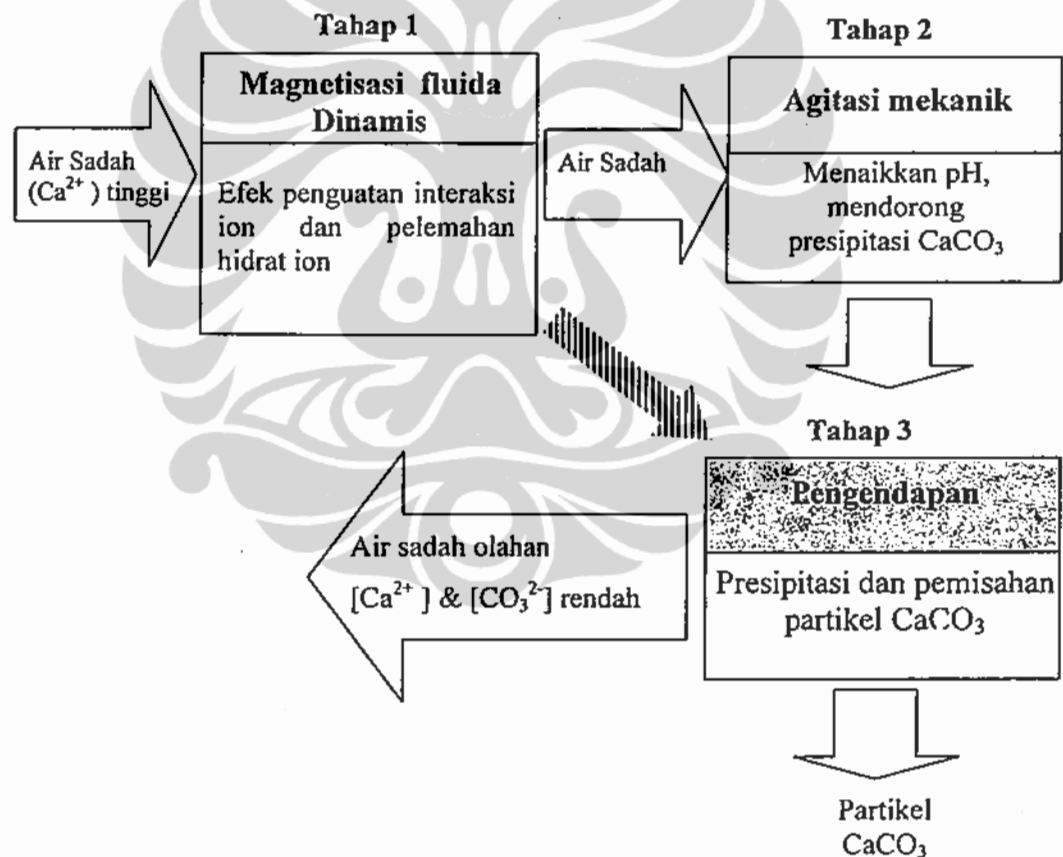 Tahap 1
Magnetisasi fluida
Dinamis
Air Sadah
(Ca²⁺ ) tinggi
Efek penguatan interaksi
ion dan pelemahan
hidrat ion
Air Sadah
Tahap 2
Agitasi mekanik
Menaikkan pH,
mendorong
presipitasi CaCO₃
Tahap 3
Pengendapan
Presipitasi dan pemisahan
partikel CaCO₃
Air sadah olahan
[Ca²⁺ ] & [CO₃²⁻] rendah
Partikel
CaCO₃